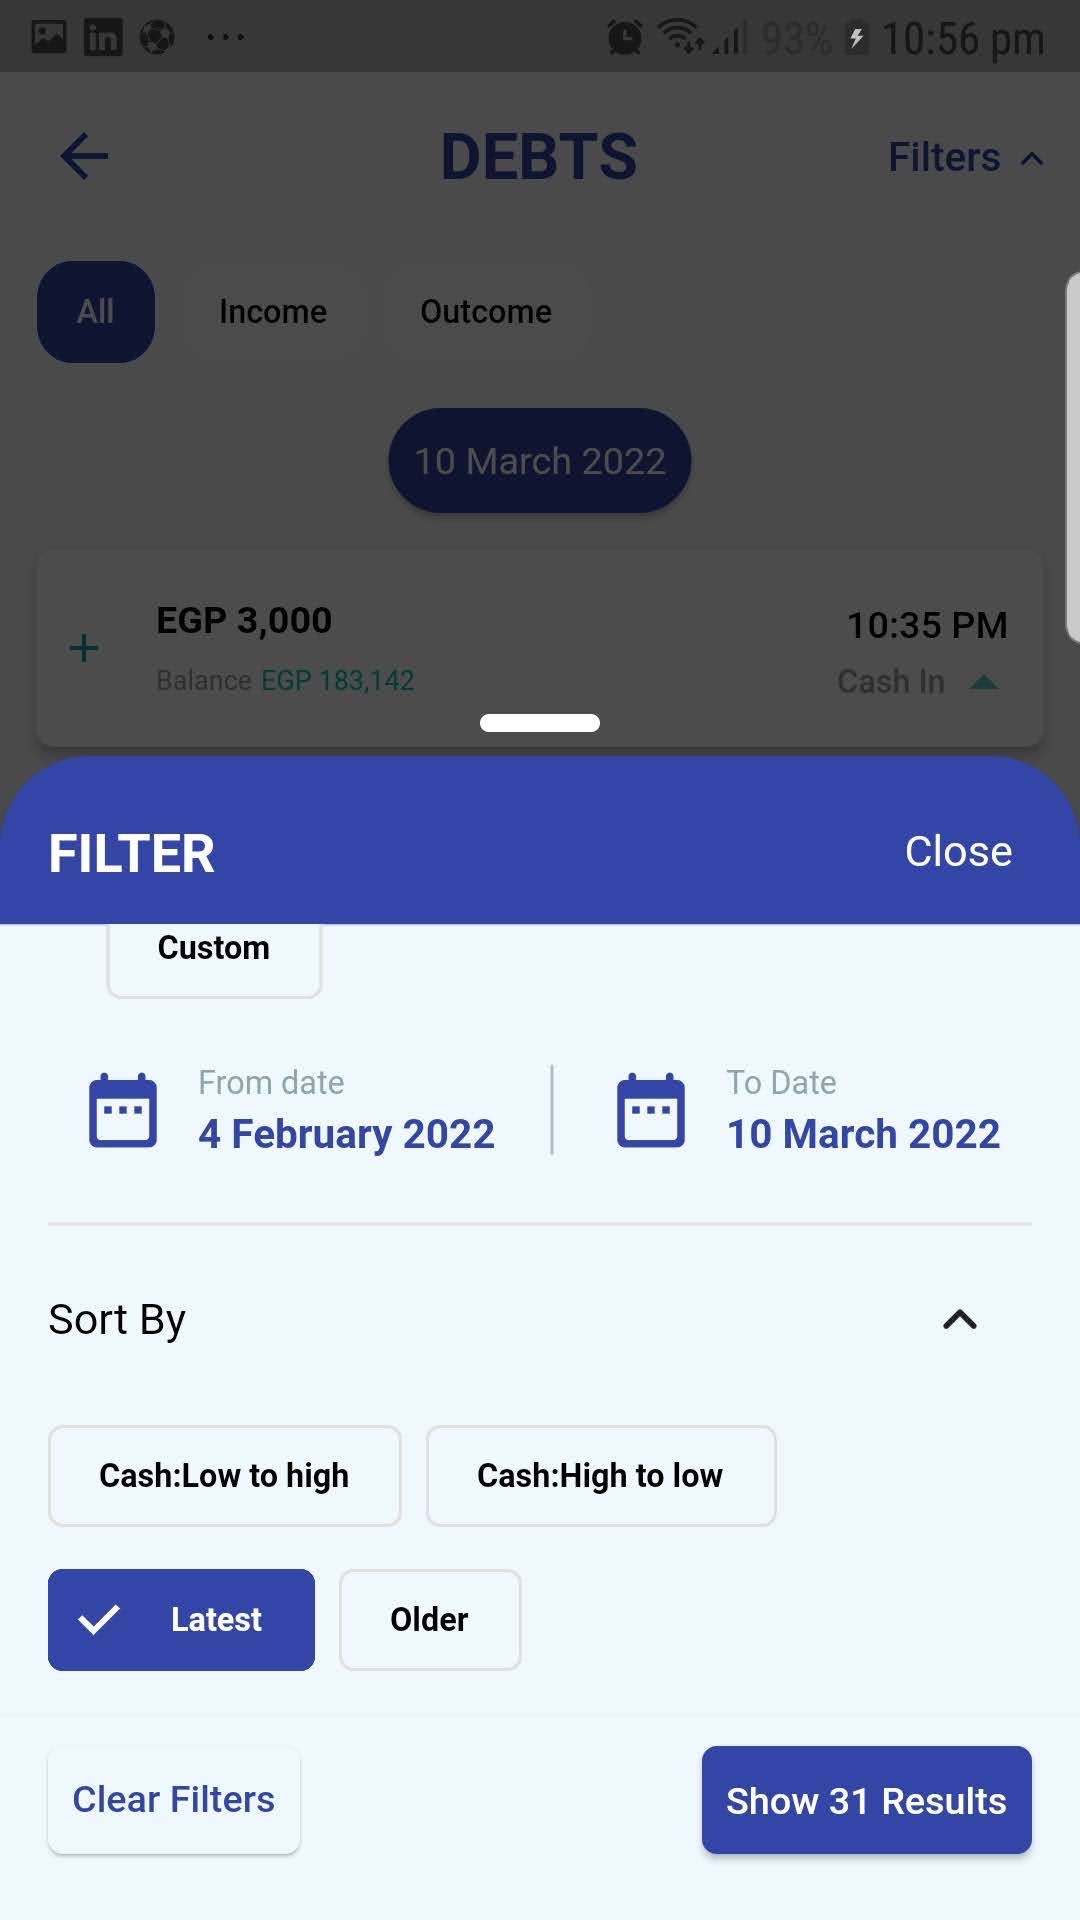 in 93% 10:56 pm
DEBTS Filters
All Income Outcome
10 March 2022
EGP 3,000 10:35 PM
Balance EGP 183,142 Cash In
FILTER Close
Custom
From date To Date
4 February 2022 10 March 2022
Sort By
Cash:Low to high Cash:High to low
Latest Older
Clear Filters Show 31 Results